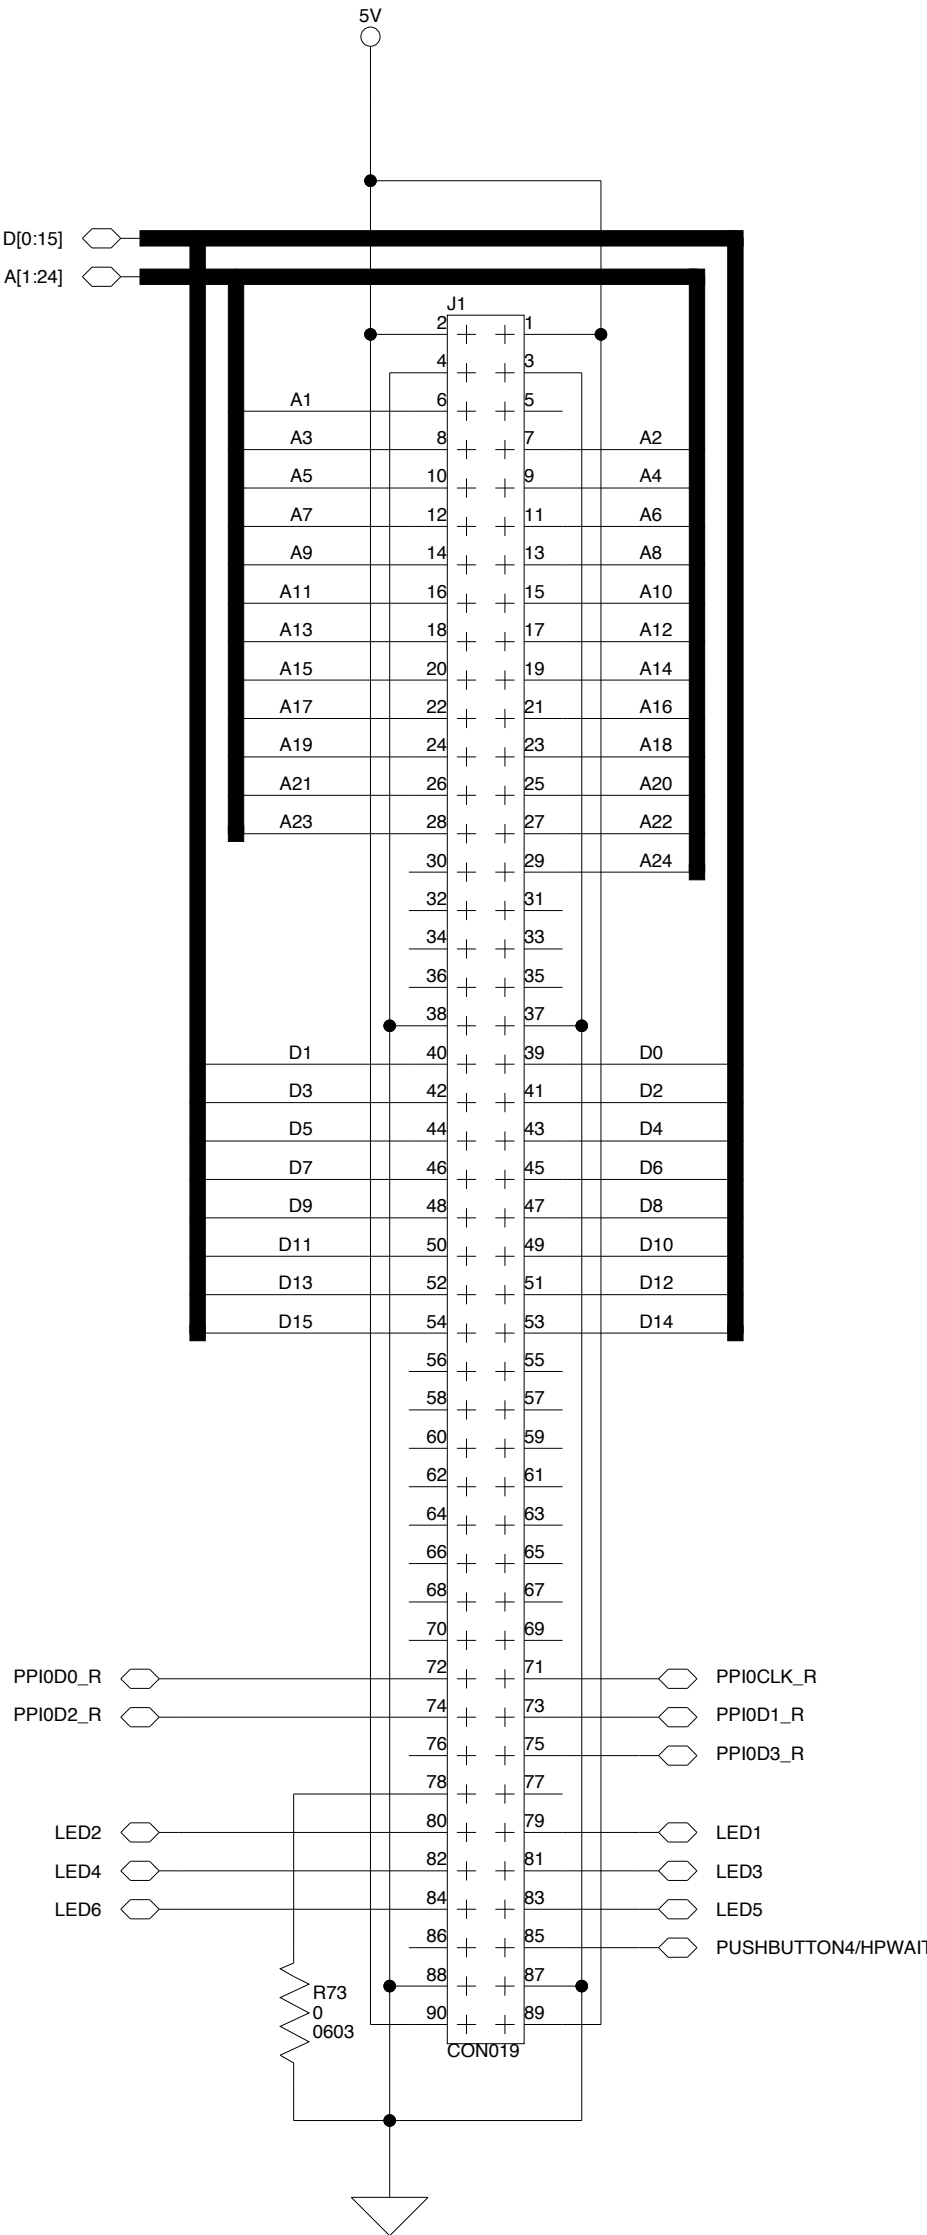 5V
D[0:15]
A[1:24]
J1
2 1
4 3
A1 6 5
A3 8 7 A2
A5 10 9 A4
A7 12 11 A6
A9 14 13 A8
A11 16 15 A10
A13 18 17 A12
A15 20 19 A14
A17 22 21 A16
A19 24 23 A18
A21 26 25 A20
A23 28 27 A22
30 29 A24
32 31
34 33
36 35
38 37
D1 40 39 D0
D3 42 41 D2
D5 44 43 D4
D7 46 45 D6
D9 48 47 D8
D11 50 49 D10
D13 52 51 D12
D15 54 53 D14
56 55
58 57
60 59
62 61
64 63
66 65
68 67
70 69
PPI0D0_R 72 71 PPI0CLK_R
PPI0D2_R 74 73 PPI0D1_R
76 75 PPI0D3_R
78 77
LED2 80 79 LED1
LED4 82 81 LED3
LED6 84 83 LED5
86 85 PUSHBUTTON4/HPWAIT
88 87
R73
0
0603
90 89
CON019